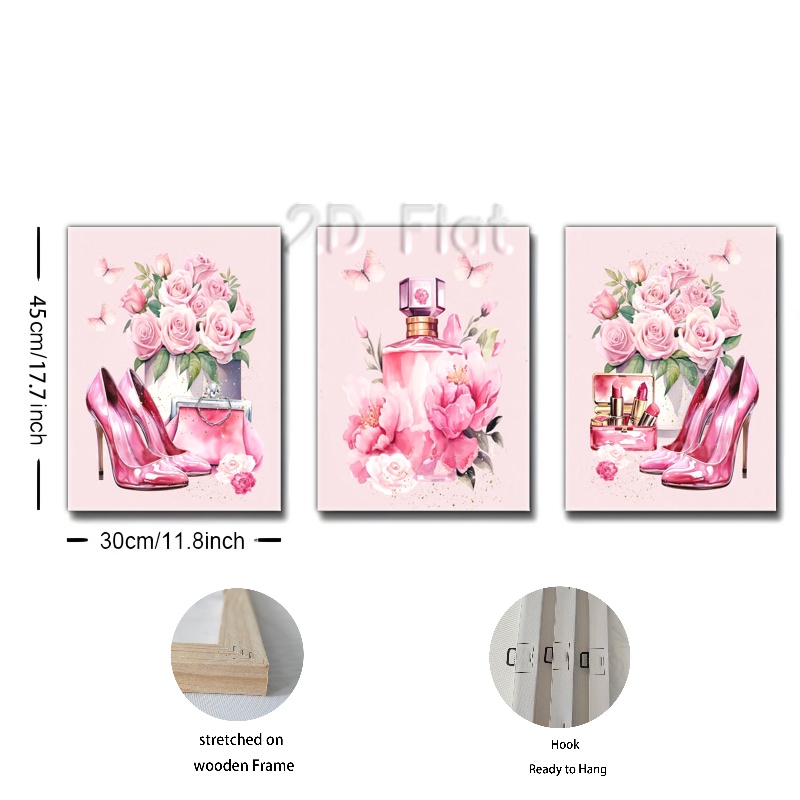 2D Flat
45cm/17.7inch
30cm/11.8inch
stretched on
wooden Frame
Hook
Ready to Hang